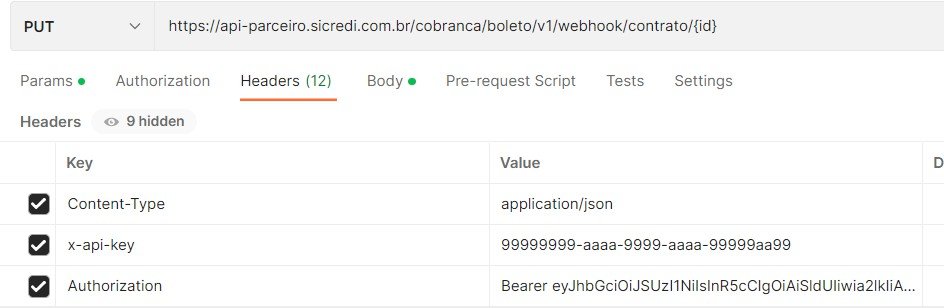 PUT https://api-parceiro.sicredi.com.br/cobranca/boleto/v1/webhook/contrato/{id}
Params Authorization Headers (12) Body Pre-request Script Tests Settings
Headers 9 hidden
Key Value D
Content-Type application/json
x-api-key 99999999-aaaa-9999-aaaa-99999aa99
Authorization Bearer eyJhbGciOiJSUzI1NiIsInR5cCIgOiAiSldUIiwia2lkIiA...